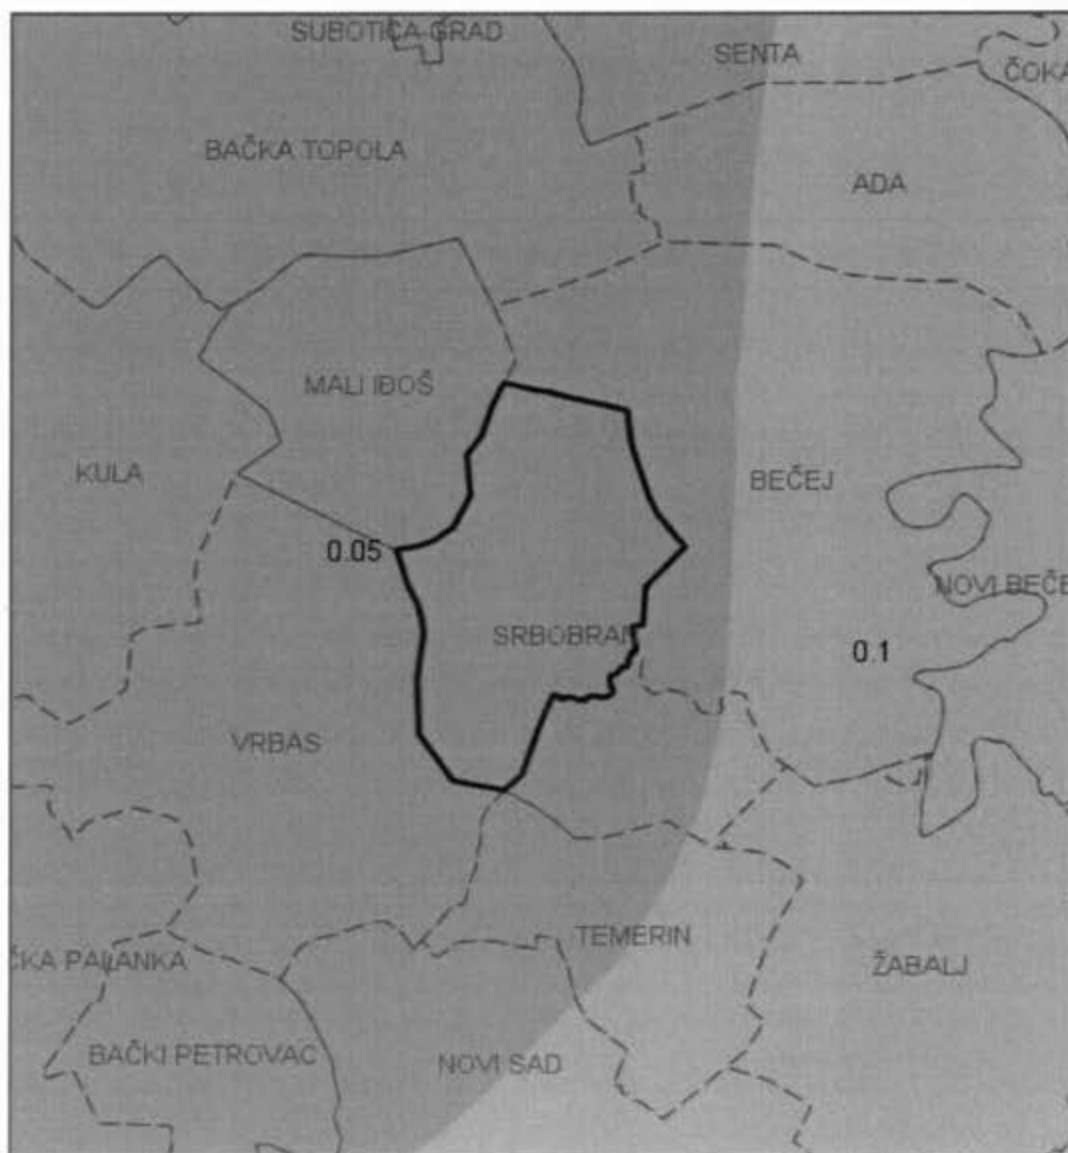 SUBOTICA GRAD
SENTA
ČOKA
BAČKA TOPOLA
ADA
MALI IĐOŠ
KULA
BEČEJ
0.05
NOVI BEČE
SRBOBRAN
0.1
VRBAS
TEMERIN
ČKA PALANKA
ŽABALJ
BAČKI PETROVAC
NOVI SAD